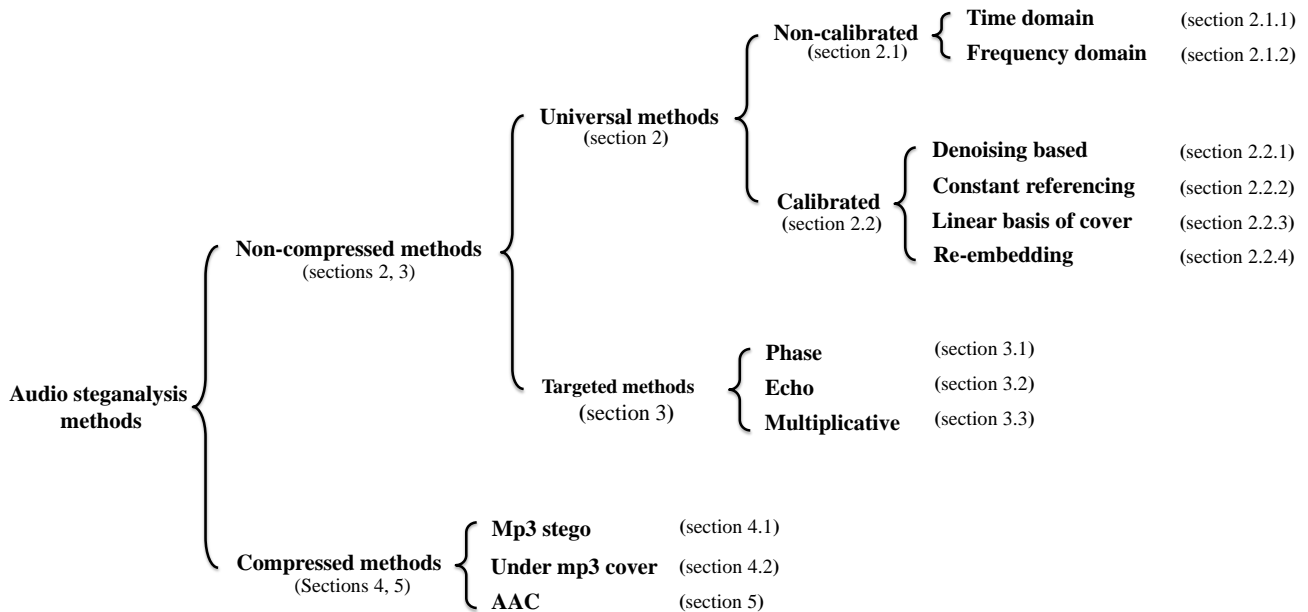 Time domain (section 2.1.1)
Non-calibrated
(section 2.1)
Frequency domain (section 2.1.2)
Universal methods
(section 2)
Denoising based (section 2.2.1)
Constant referencing (section 2.2.2)
Calibrated
(section 2.2)
Linear basis of cover (section 2.2.3)
Re-embedding (section 2.2.4)
Non-compressed methods
(sections 2, 3)
Phase (section 3.1)
Targeted methods
(section 3)
Echo (section 3.2)
Multiplicative (section 3.3)
Audio steganalysis
methods
Mp3 stego (section 4.1)
Compressed methods
(Sections 4, 5)
Under mp3 cover (section 4.2)
AAC (section 5)